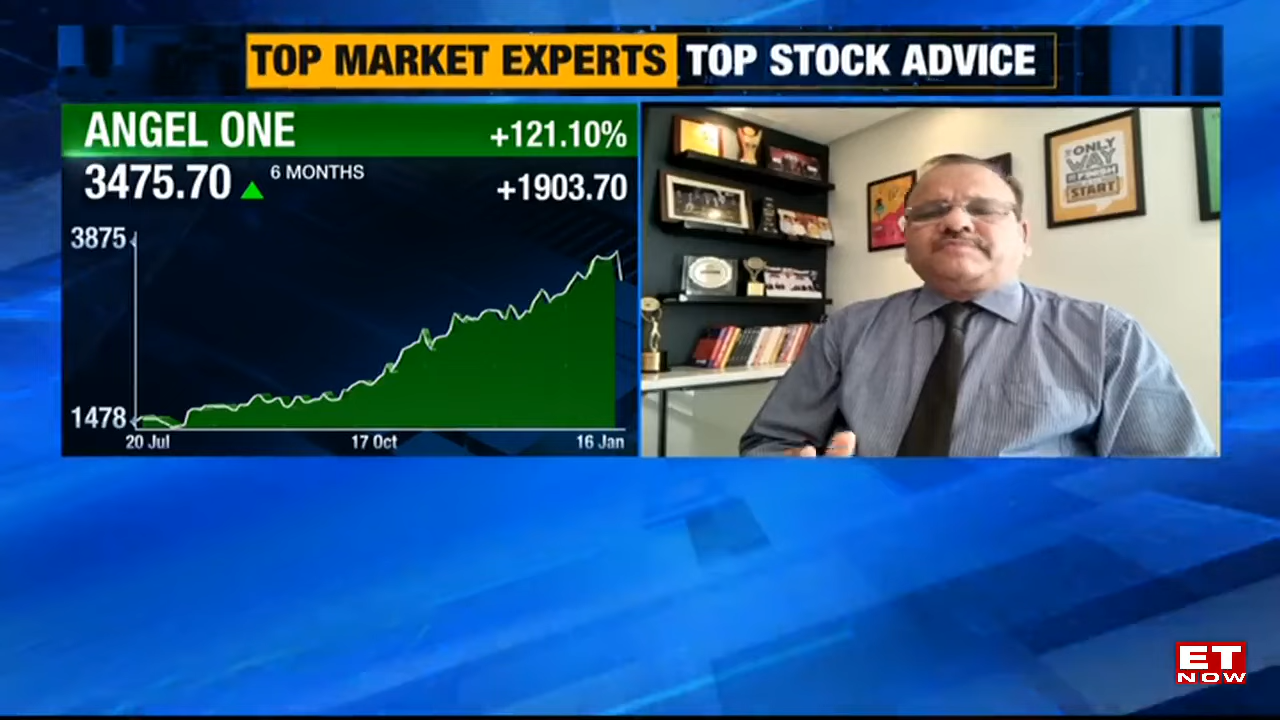 TOP MARKET EXPERTS TOP STOCK ADVICE
ANGEL ONE +121.10%
3475.70 6 MONTHS +1903.70
3875
1478
20 Jul 17 Oct 16 Jan
ONLY
WAY
FINISH
START
ET
NOW